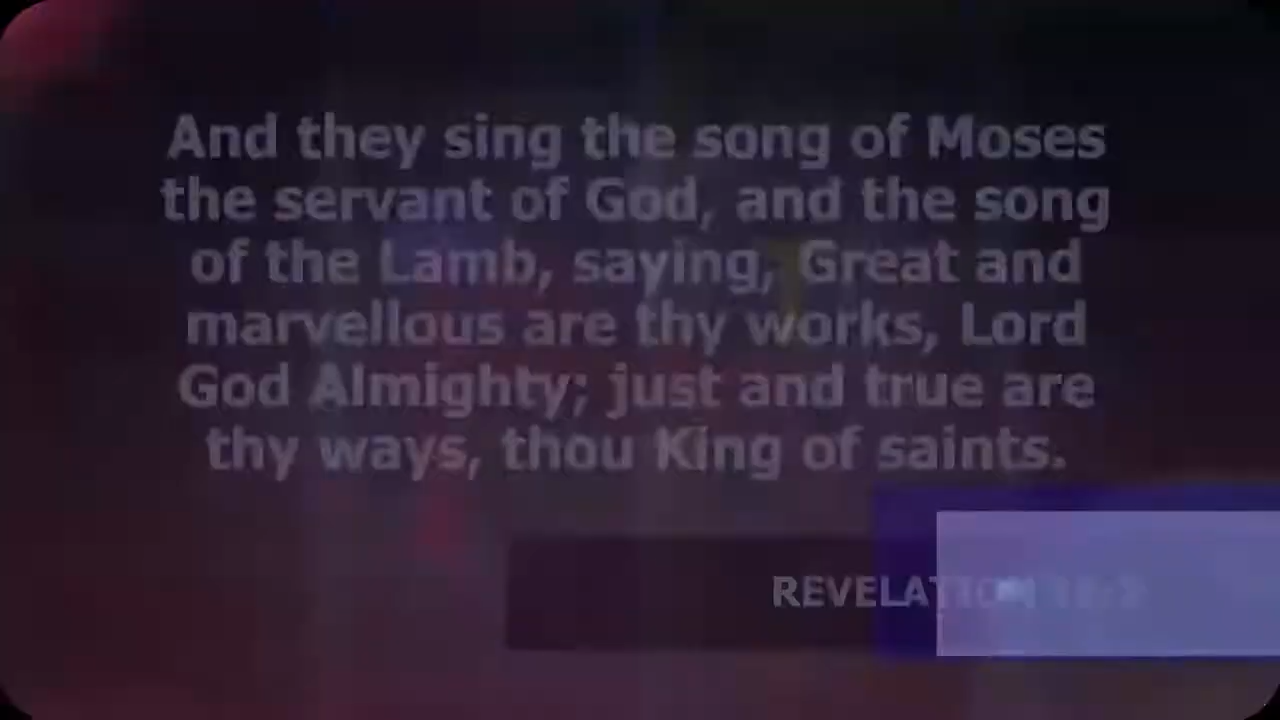 And they sing the song of Moses
the servant of God, and the song
of the Lamb, saying, Great and
marvellous are thy works, Lord
God Almighty; just and true are
thy ways, thou King of saints.
REVELATION